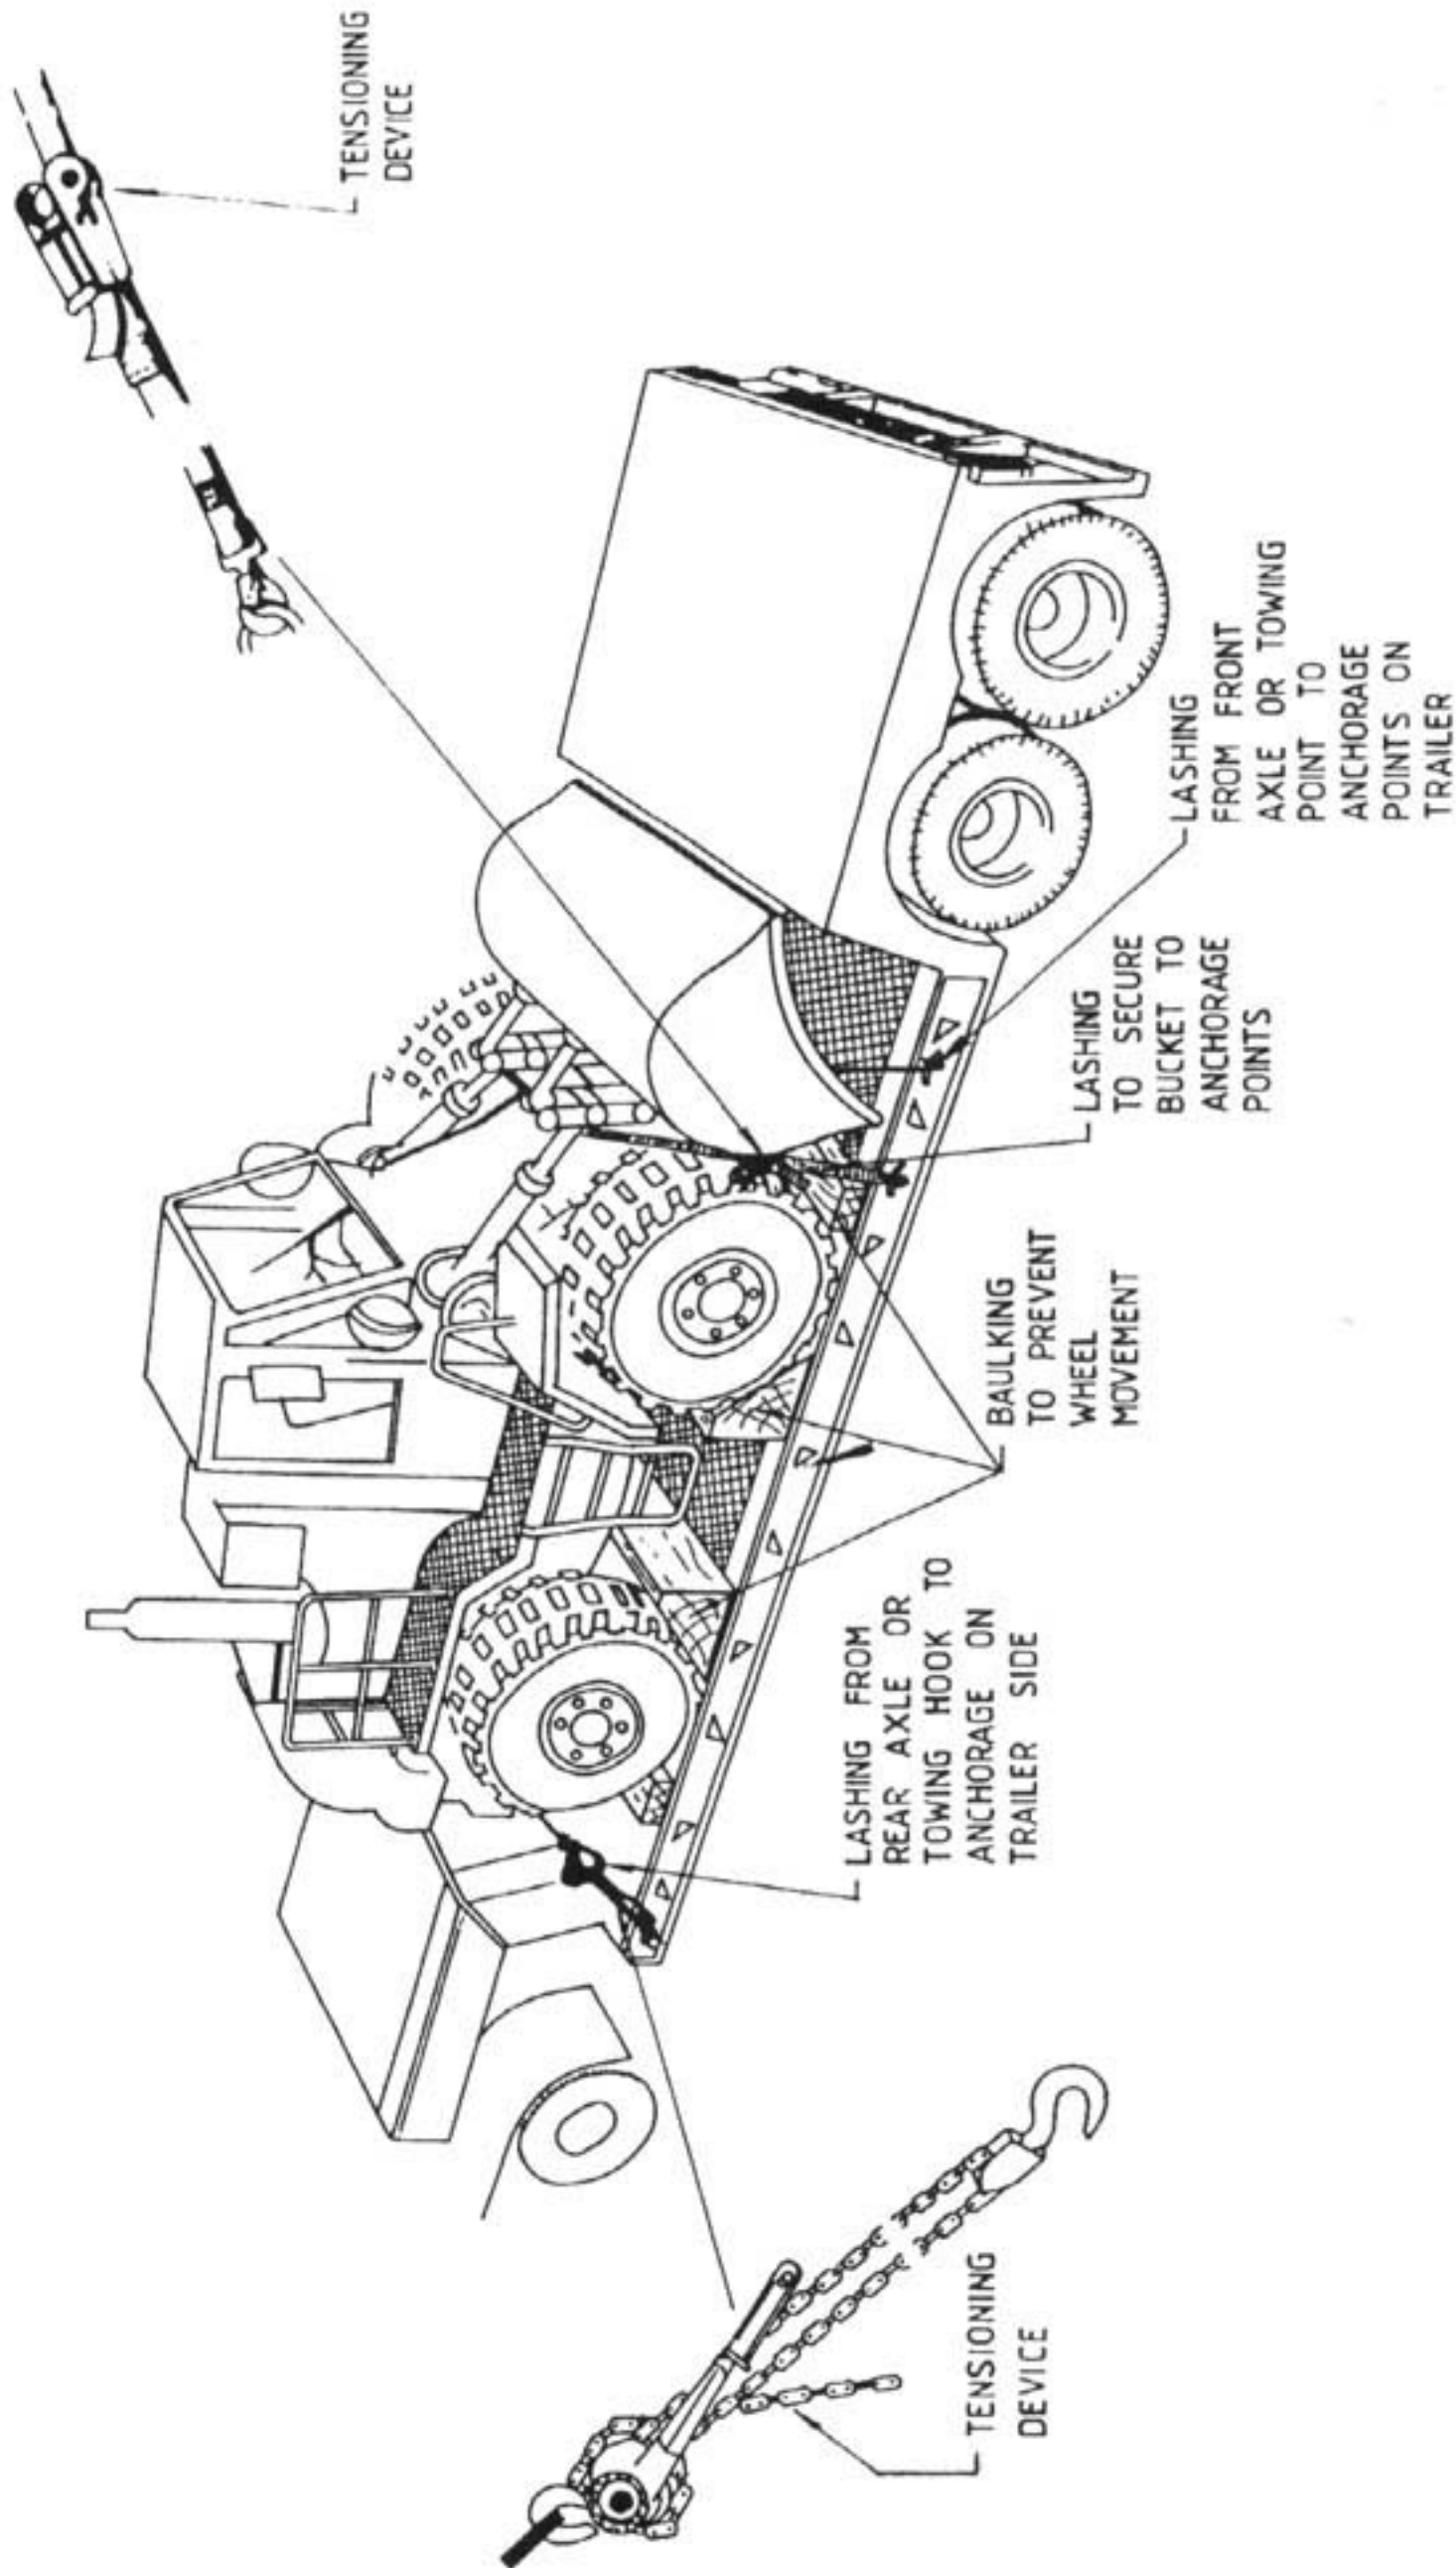 TENSIONING
DEVICE
LASHING FROM
REAR AXLE OR
TOWING HOOK TO
ANCHORAGE ON
TRAILER SIDE
BAULKING
TO PREVENT
WHEEL
MOVEMENT
LASHING
TO SECURE
BUCKET TO
ANCHORAGE
POINTS
LASHING
FROM FRONT
AXLE OR TOWING
POINT TO
ANCHORAGE
POINTS ON
TRAILER
TENSIONING
DEVICE